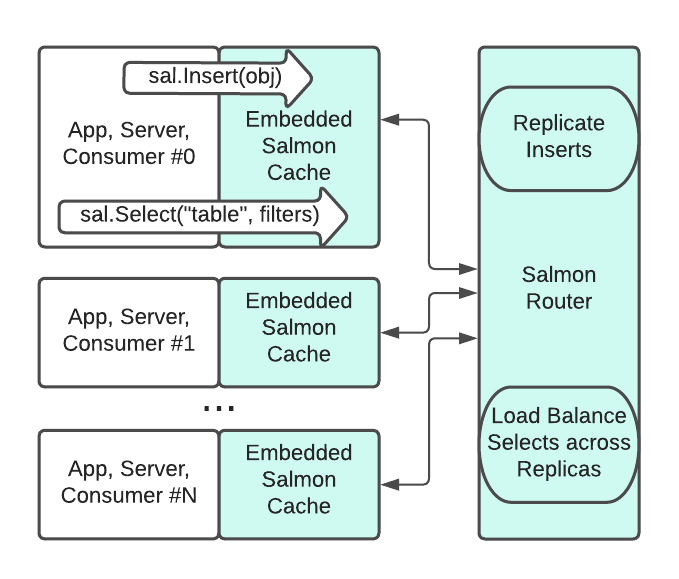 sal.Insert(obj)
App, Server,
Consumer #0
Embedded
Salmon
Cache
sal.Select("table", filters)
App, Server,
Consumer #1
Embedded
Salmon
Cache
...
App, Server,
Consumer #N
Embedded
Salmon
Cache
Replicate
Inserts
Salmon
Router
Load Balance
Selects across
Replicas